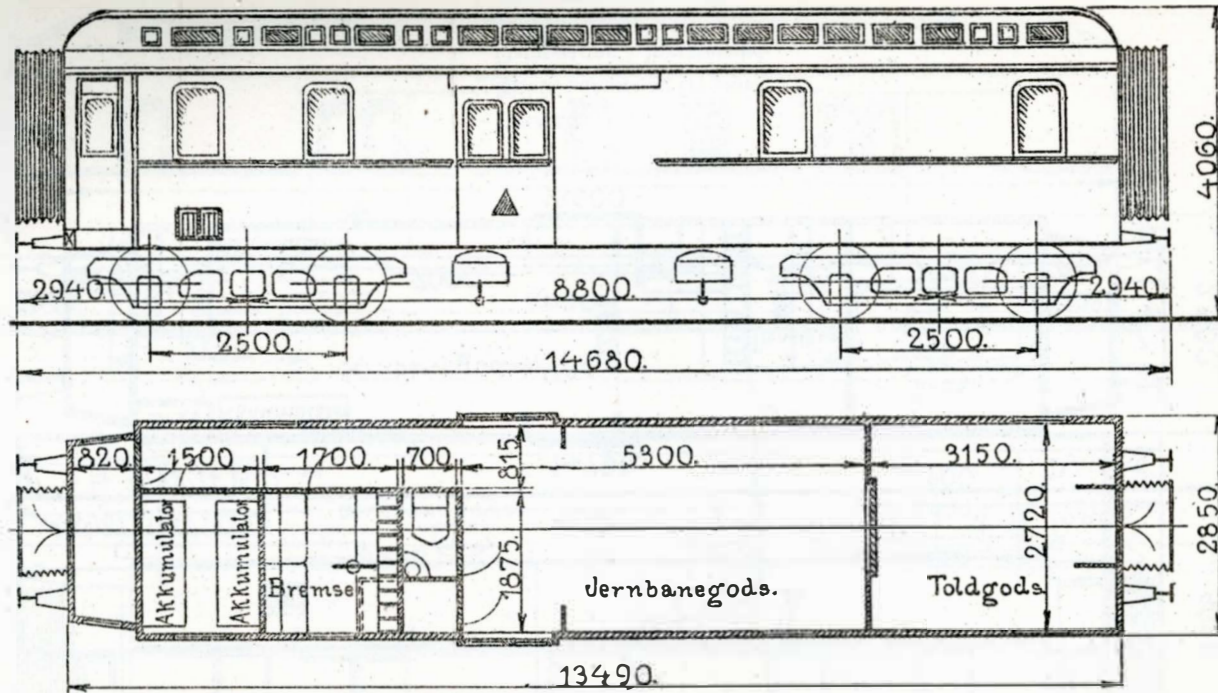 4060.
2940. 8800. 2940.
2500. 2500.
14680.
820. 1500. 1700. 700. 815. 5300. 3150.
Akkumulator Akkumulator Bremse 1875. Jernbanegods. 2720. Toldgods. 2850.
13490.